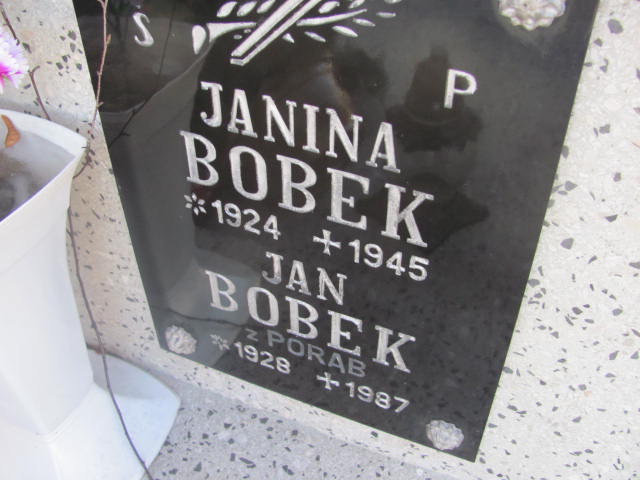 S P
JANINA
BOBEK
* 1924 + 1945
JAN
BOBEK
Z PORAB
* 1928 + 1987